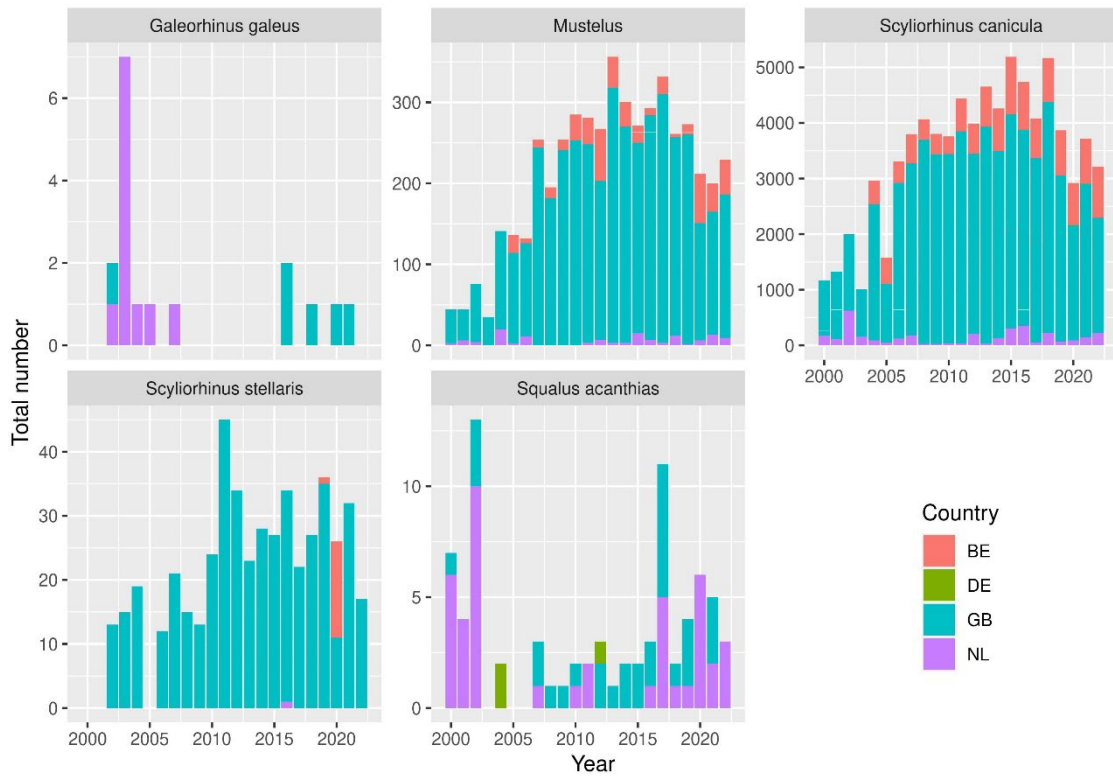 Galeorhinus galeus
Mustelus
Scyliorhinus canicula
6
4
2
0
300
200
100
0
5000
4000
3000
2000
1000
0
2000 2005 2010 2015 2020
Scyliorhinus stellaris
Squalus acanthias
Total number
40
30
20
10
0
10
5
0
2000 2005 2010 2015 2020
2000 2005 2010 2015 2020
Year
Country
BE
DE
GB
NL